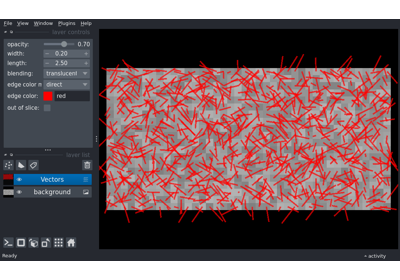 File View Window Plugins Help
layer controls
opacity: 0.70
width: 0.20
length: 2.50
blending: translucent
edge color m direct
edge color: red
out of slice:
layer list
Vectors
background
Ready
activity